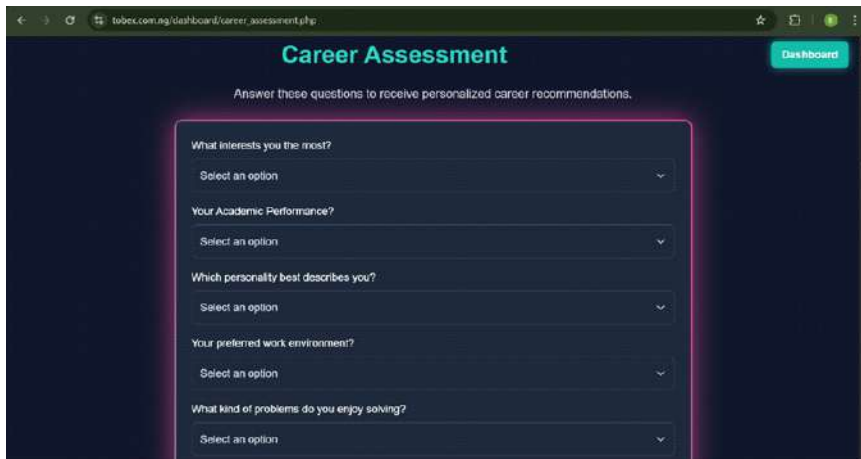 tobex.com.ng/dashboard/career_assessment.php
Career Assessment
Dashboard
Answer these questions to receive personalized career recommendations.
What interests you the most?
Select an option
Your Academic Performance?
Select an option
Which personality best describes you?
Select an option
Your preferred work environment?
Select an option
What kind of problems do you enjoy solving?
Select an option